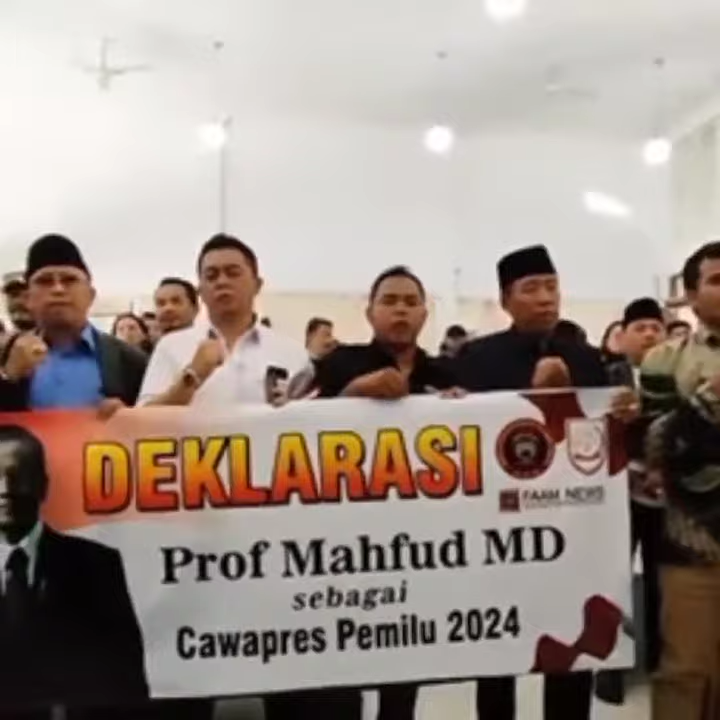 DEKLARASI
FAAM NEWS
Prof Mahfud MD
sebagai
Cawapres Pemilu 2024